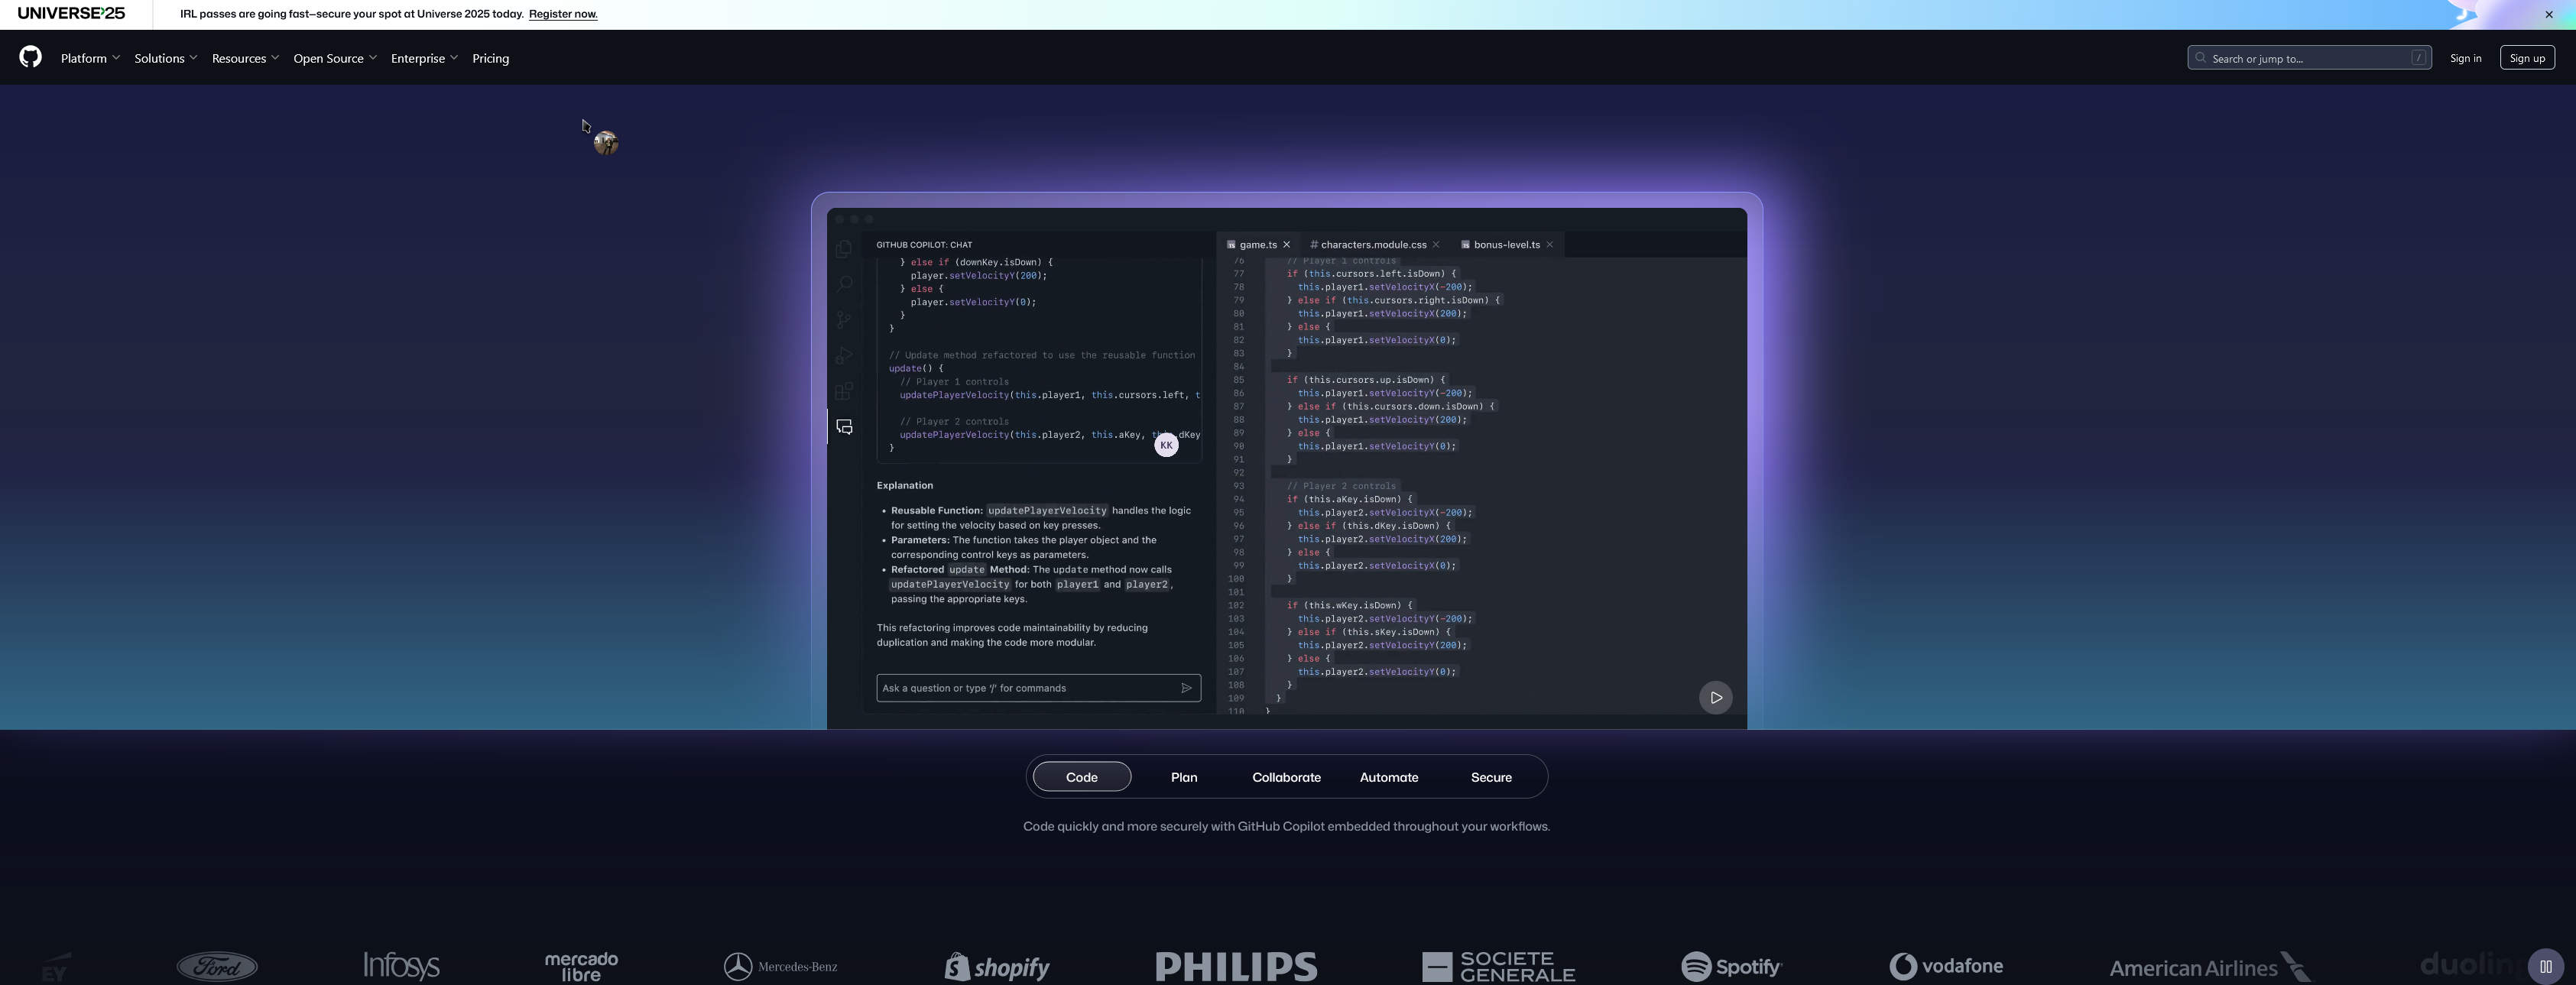 UNIVERSE'25
IRL passes are going fast—secure your spot at Universe 2025 today. Register now.
Platform
Solutions
Resources
Open Source
Enterprise
Pricing
Search or jump to...
/
Sign in
Sign up
GITHUB COPILOT: CHAT
} else if (downKey.isDown) {
player.setVelocityY(200);
} else {
player.setVelocityY(0);
}
}
// Update method refactored to use the reusable function
update() {
// Player 1 controls
updatePlayerVelocity(this.player1, this.cursors.left, t
// Player 2 controls
updatePlayerVelocity(this.player2, this.aKey, th .dKey
}
KK
Explanation
• Reusable Function: updatePlayerVelocity handles the logic
for setting the velocity based on key presses.
• Parameters: The function takes the player object and the
corresponding control keys as parameters.
• Refactored update Method: The update method now calls
updatePlayerVelocity for both player1 and player2,
passing the appropriate keys.
This refactoring improves code maintainability by reducing
duplication and making the code more modular.
Ask a question or type '/' for commands
game.ts
# characters.module.css
bonus-level.ts
76 // Player 1 controls
77 if (this.cursors.left.isDown) {
78 this.player1.setVelocityX(-200);
79 } else if (this.cursors.right.isDown) {
80 this.player1.setVelocityX(200);
81 } else {
82 this.player1.setVelocityX(0);
83 }
84
85 if (this.cursors.up.isDown) {
86 this.player1.setVelocityY(-200);
87 } else if (this.cursors.down.isDown) {
88 this.player1.setVelocityY(200);
89 } else {
90 this.player1.setVelocityY(0);
91 }
92
93 // Player 2 controls
94 if (this.aKey.isDown) {
95 this.player2.setVelocityX(-200);
96 } else if (this.dKey.isDown) {
97 this.player2.setVelocityX(200);
98 } else {
99 this.player2.setVelocityX(0);
100 }
101
102 if (this.wKey.isDown) {
103 this.player2.setVelocityY(-200);
104 } else if (this.sKey.isDown) {
105 this.player2.setVelocityY(200);
106 } else {
107 this.player2.setVelocityY(0);
108 }
109 }
110 }
Code
Plan
Collaborate
Automate
Secure
Code quickly and more securely with GitHub Copilot embedded throughout your workflows.
EY
Ford
Infosys
mercado
libre
Mercedes-Benz
shopify
PHILIPS
SOCIETE
GENERALE
Spotify
vodafone
American Airlines
duolin